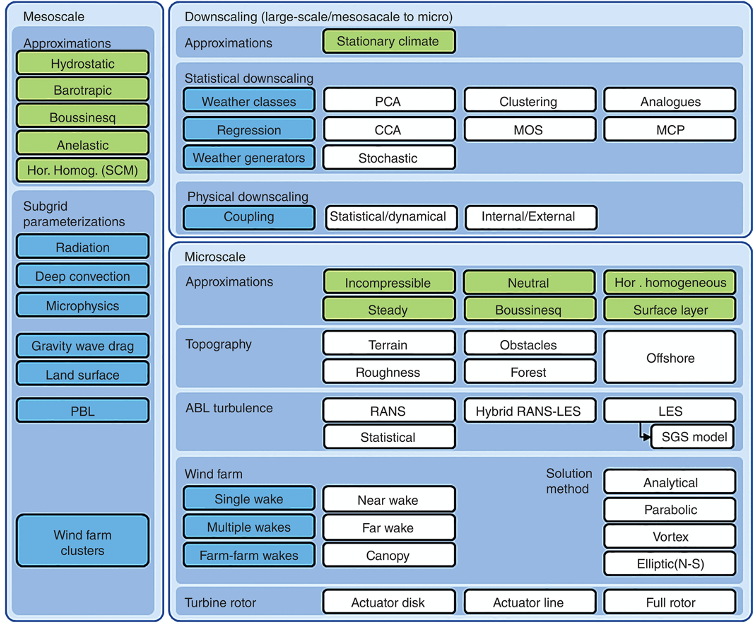 Mesoscale
Approximations
Hydrostatic
Barotrapic
Boussinesq
Anelastic
Hor. Homog. (SCM)
Subgrid
parameterizations
Radiation
Deep convection
Microphysics
Gravity wave drag
Land surface
PBL
Wind farm
clusters
Downscaling (large-scale/mesosacale to micro)
Approximations
Stationary climate
Statistical downscaling
Weather classes
PCA
Clustering
Analogues
Regression
CCA
MOS
MCP
Weather generators
Stochastic
Physical downscaling
Coupling
Statistical/dynamical
Internal/External
Microscale
Approximations
Incompressible
Neutral
Hor . homogeneous
Steady
Boussinesq
Surface layer
Topography
Terrain
Obstacles
Offshore
Roughness
Forest
ABL turbulence
RANS
Hybrid RANS-LES
LES
Statistical
SGS model
Wind farm
Solution
method
Single wake
Near wake
Multiple wakes
Far wake
Farm-farm wakes
Canopy
Analytical
Parabolic
Vortex
Elliptic(N-S)
Turbine rotor
Actuator disk
Actuator line
Full rotor